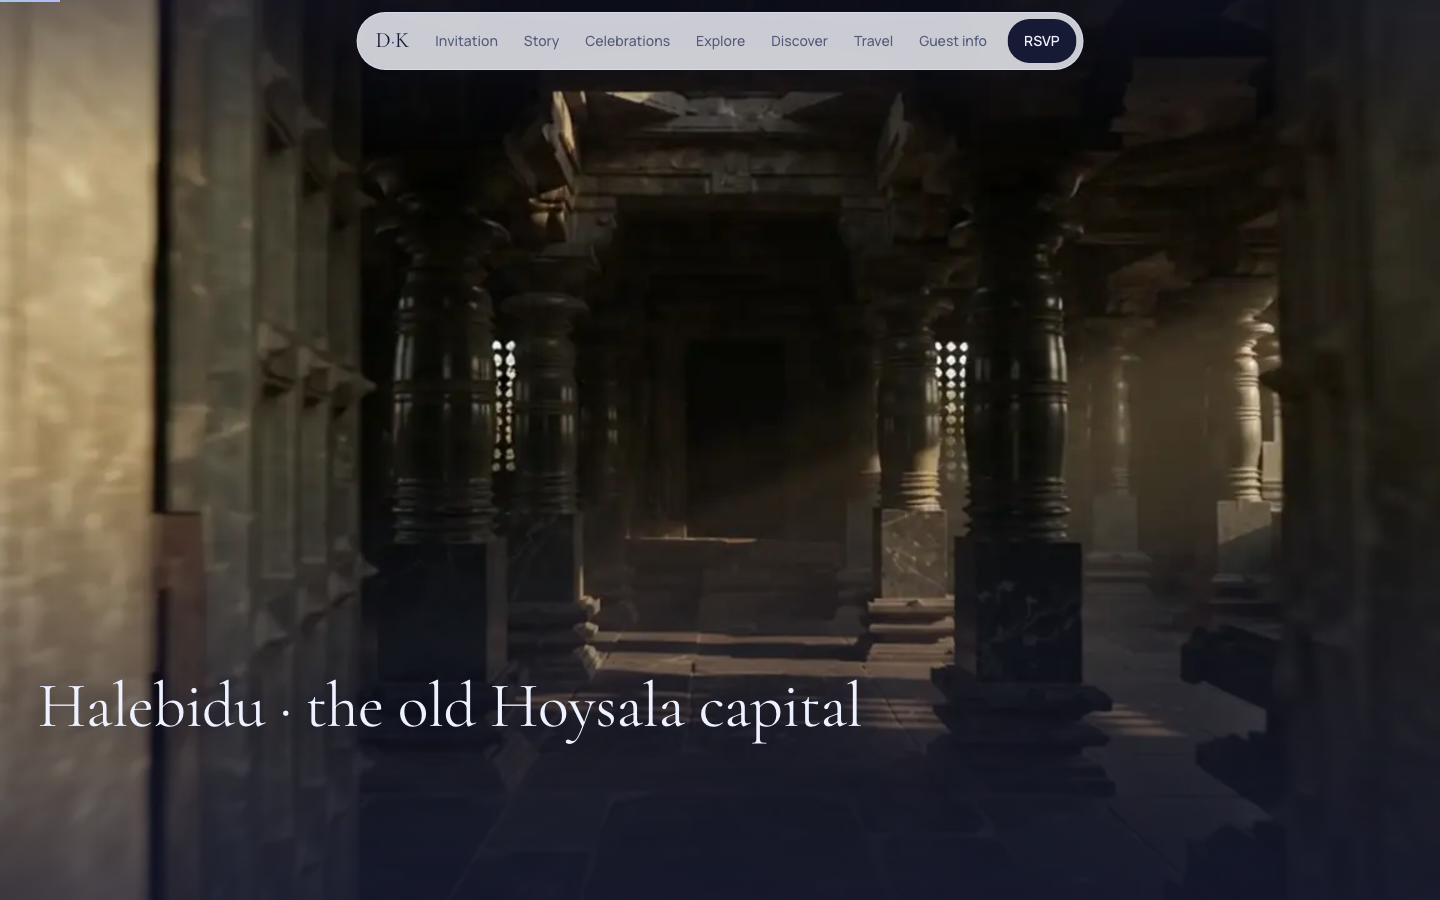 D·K
Invitation
Story
Celebrations
Explore
Discover
Travel
Guest info
RSVP
Halebidu · the old Hoysala capital